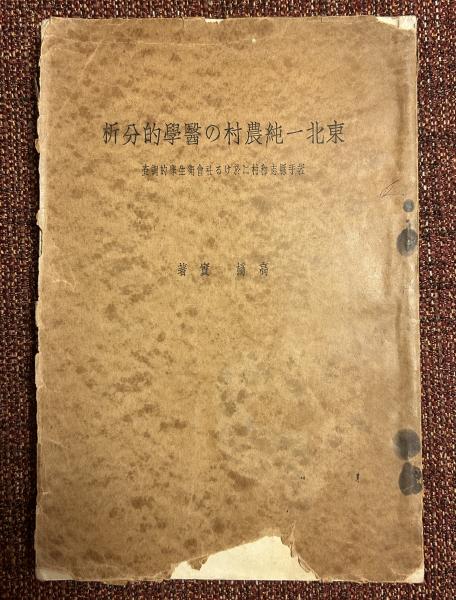 東北一純農村の醫學的分析
岩手縣志和村に於ける社會衛生學的調査
高橋實著